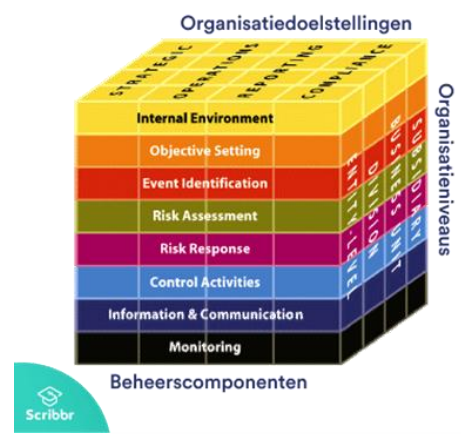 Organisatiedoelstellingen
STRATEGIC
OPERATIONS
REPORTING
COMPLIANCE
Internal Environment
Objective Setting
Event Identification
Risk Assessment
Risk Response
Control Activities
Information & Communication
Monitoring
ENTITY-LEVEL
DIVISION
BUSINESS UNIT
SUBSIDIARY
Organisatieniveaus
Beheerscomponenten
Scribbr